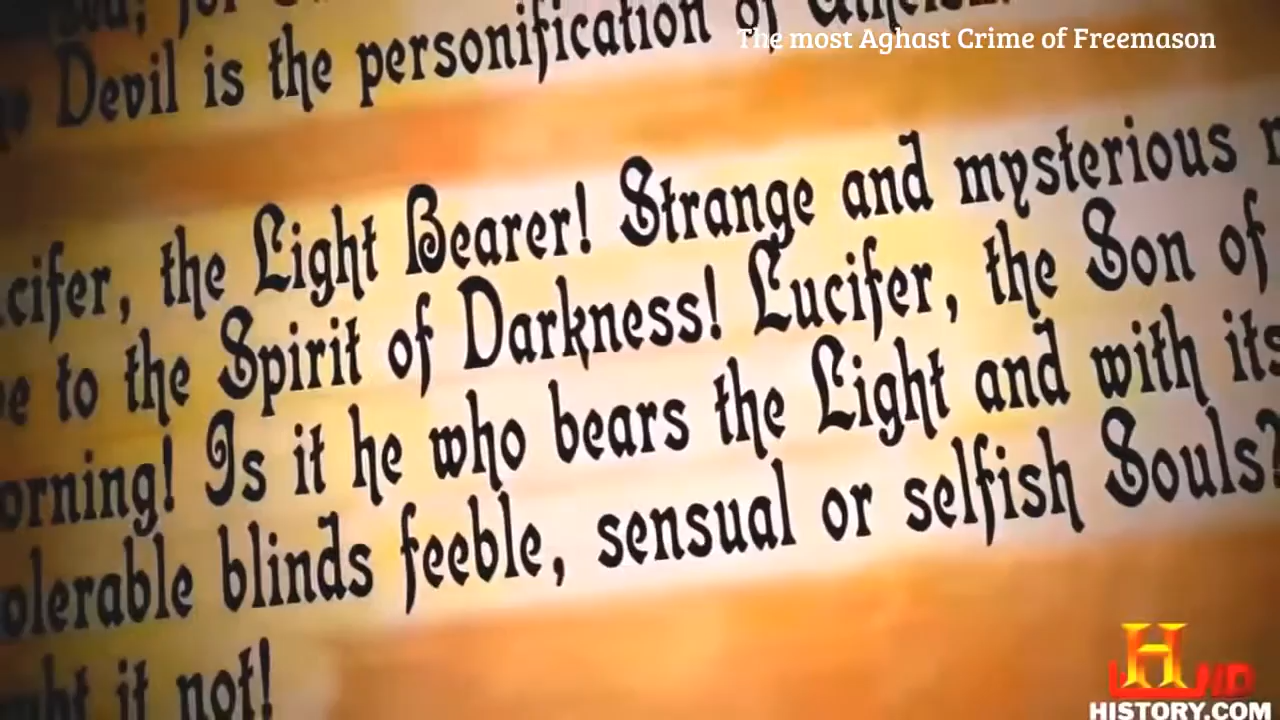 Devil is the personification of
The most Aghast Crime of Freemason
cifer, the Light Bearer! Strange and mysterious
e to the Spirit of Darkness! Lucifer, the Son of
orning! Is it he who bears the Light and with its
olerable blinds feeble, sensual or selfish Souls?
it not!
H
HD
HISTORY.COM